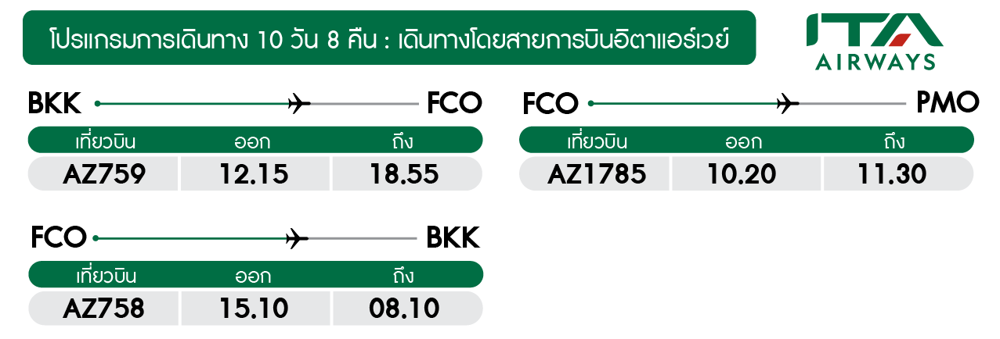 โปรแกรมการเดินทาง 10 วัน 8 คืน : เดินทางโดยสายการบินอิตาแอร์เวย์
ITA
AIRWAYS
BKK FCO
เที่ยวบิน ออก ถึง
AZ759 12.15 18.55
FCO PMO
เที่ยวบิน ออก ถึง
AZ1785 10.20 11.30
FCO BKK
เที่ยวบิน ออก ถึง
AZ758 15.10 08.10